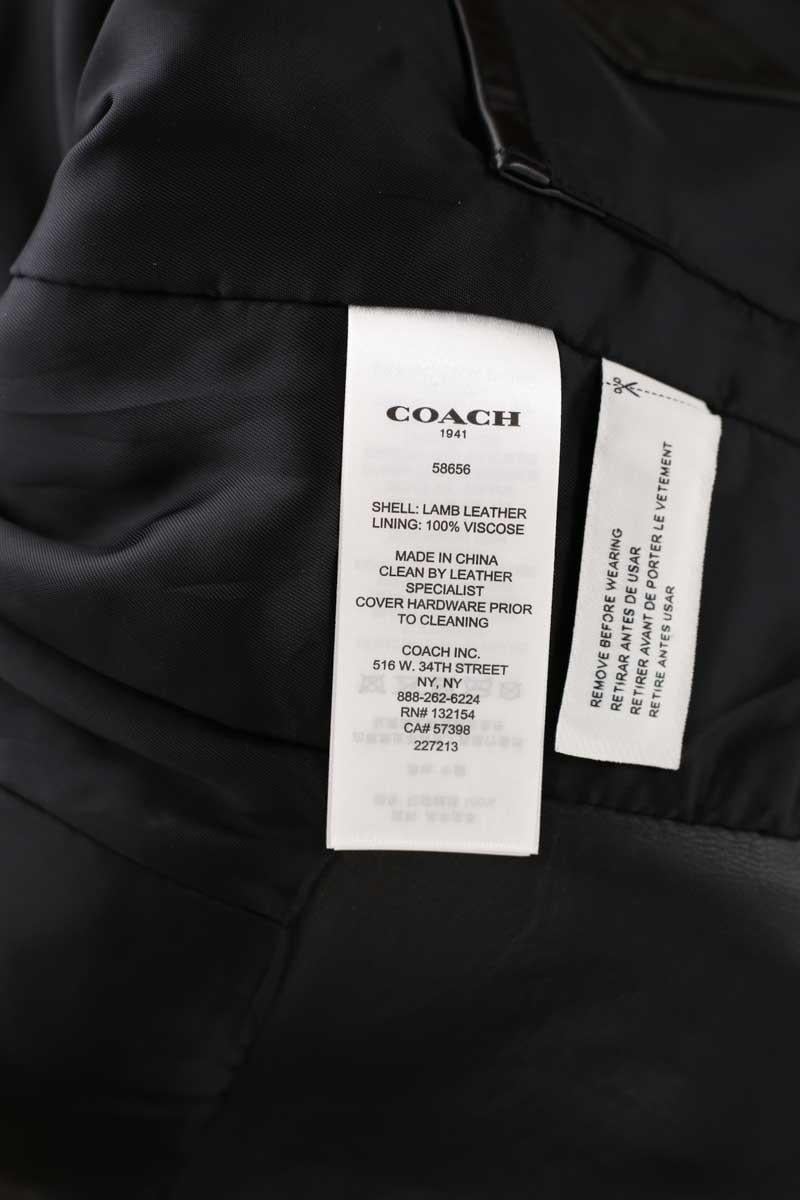 COACH
1941
58656
SHELL: LAMB LEATHER
LINING: 100% VISCOSE
MADE IN CHINA
CLEAN BY LEATHER
SPECIALIST
COVER HARDWARE PRIOR
TO CLEANING
COACH INC.
516 W. 34TH STREET
NY, NY
888-262-6224
RN# 132154
CA# 57398
227213
REMOVE BEFORE WEARING
RETIRAR ANTES DE USAR
RETIRER AVANT DE PORTER LE VETEMENT
RETIRE ANTES USAR